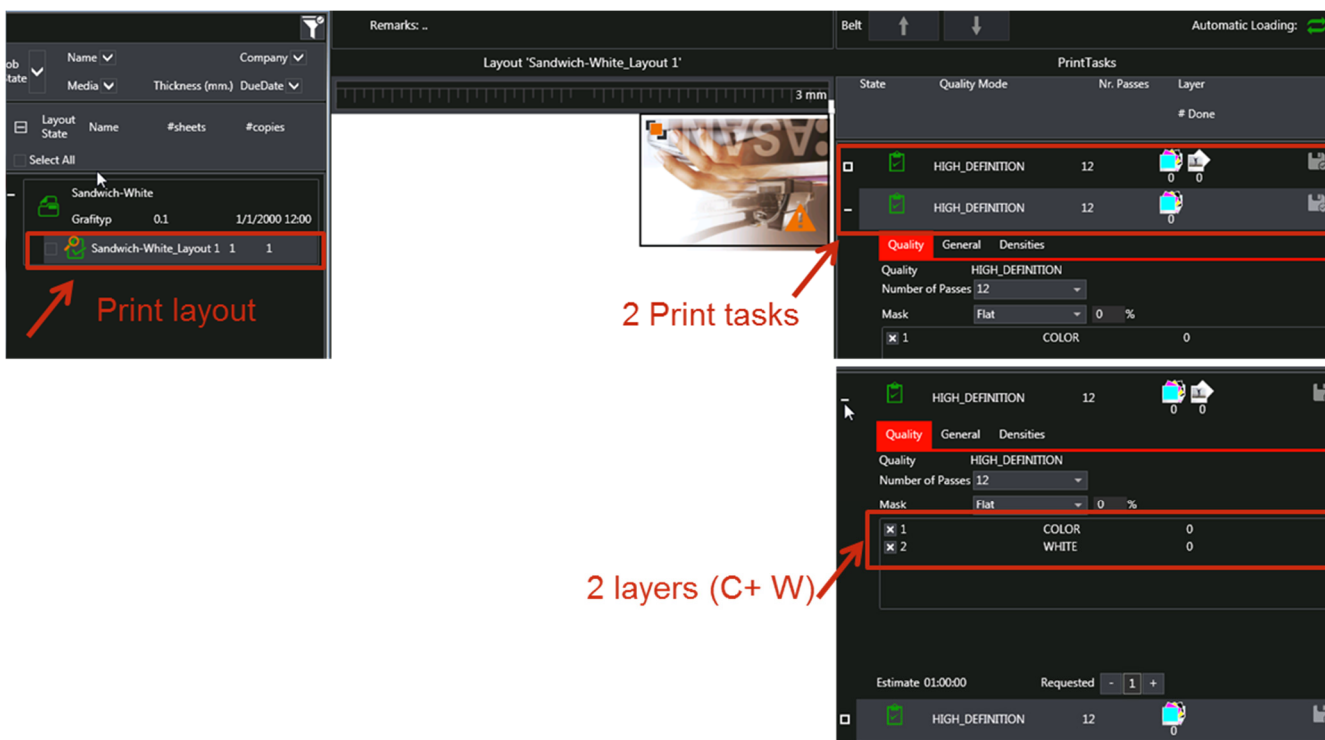 Remarks: ..
Belt
Automatic Loading:
Job State
Name
Company
Media
Thickness (mm.)
DueDate
Layout 'Sandwich-White_Layout 1'
PrintTasks
3 mm
State
Quality Mode
Nr. Passes
Layer
# Done
Layout State
Name
#sheets
#copies
Select All
Sandwich-White
Grafityp 0.1 1/1/2000 12:00
Sandwich-White_Layout 1 1 1
Print layout
HIGH_DEFINITION 12
0 0
HIGH_DEFINITION 12
0
Quality General Densities
Quality HIGH_DEFINITION
Number of Passes 12
Mask Flat 0 %
1 COLOR 0
2 Print tasks
HIGH_DEFINITION 12
0 0
Quality General Densities
Quality HIGH_DEFINITION
Number of Passes 12
Mask Flat 0 %
1 COLOR 0
2 WHITE 0
2 layers (C+ W)
Estimate 01:00:00 Requested - 1 +
HIGH_DEFINITION 12
0